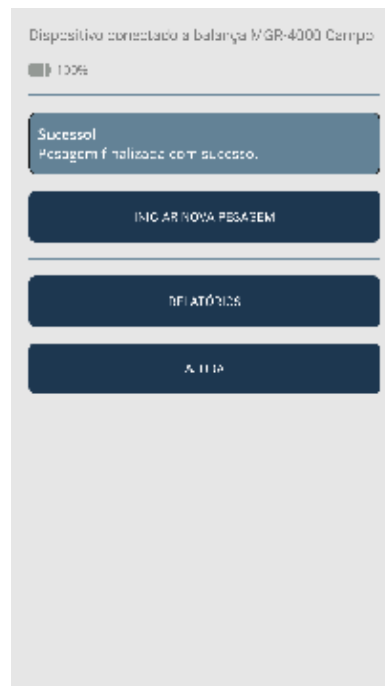 Dispositivo conectado a balança MGR-4000 Campo
100%
Sucesso!
Pesagem finalizada com sucesso.
INICIAR NOVA PESAGEM
RELATÓRIOS
AJUDA